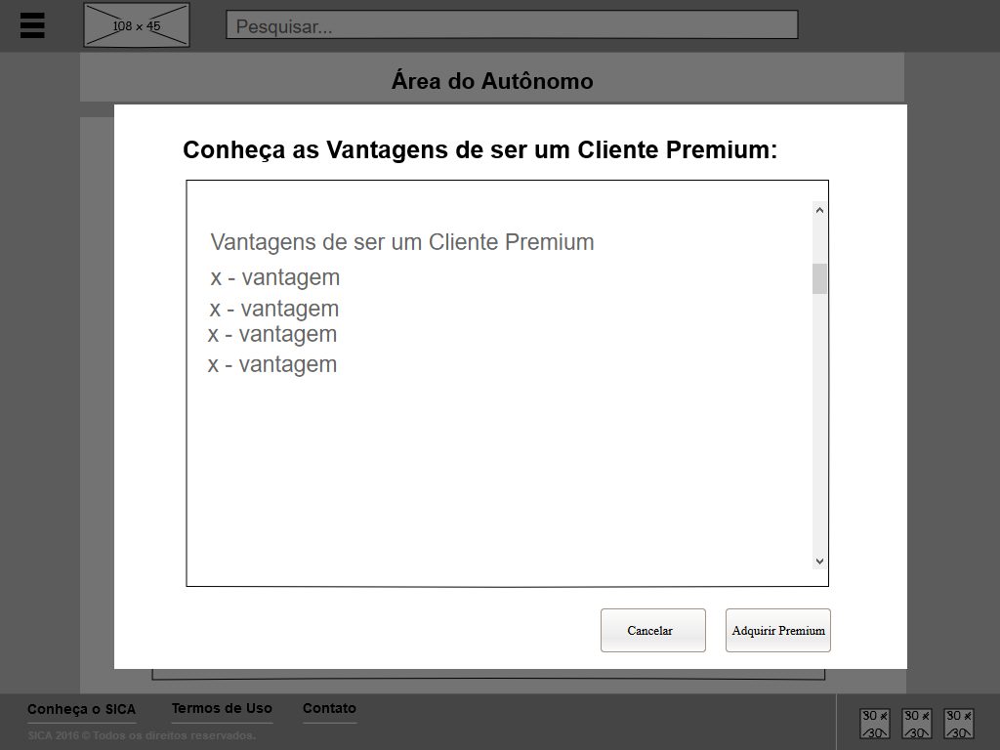 108 x 45
Pesquisar...
Área do Autônomo
Conheça as Vantagens de ser um Cliente Premium:
Vantagens de ser um Cliente Premium
x - vantagem
x - vantagem
x - vantagem
x - vantagem
Cancelar
Adquirir Premium
Conheça o SICA
Termos de Uso
Contato
SICA 2016 © Todos os direitos reservados.
30 x
30
30 x
30
30 x
30